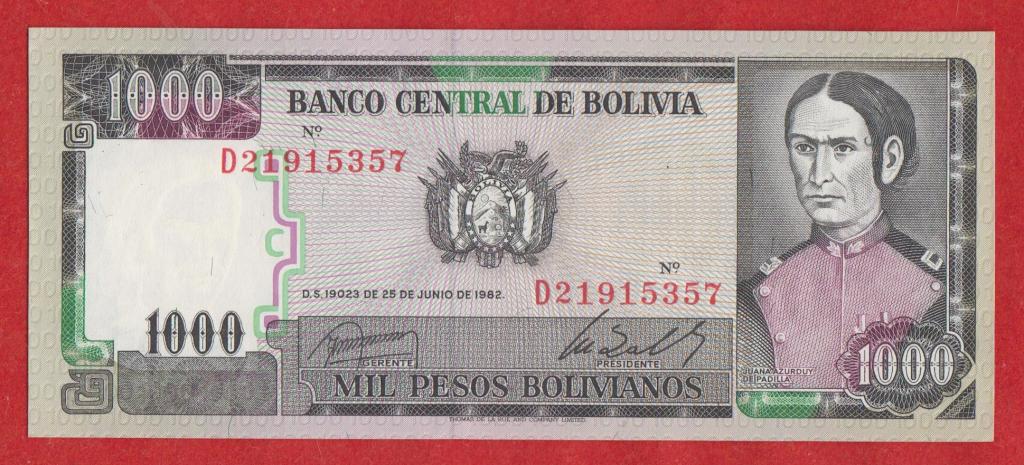 1000
BANCO CENTRAL DE BOLIVIA
Nº
D21915357
BOLIVIA
Nº
D.S. 19023 DE 25 DE JUNIO DE 1982.
D21915357
1000
GERENTE
PRESIDENTE
MIL PESOS BOLIVIANOS
JUANA AZURDUY
DE PADILLA
1000
THOMAS DE LA RUE AND COMPANY LIMITED.